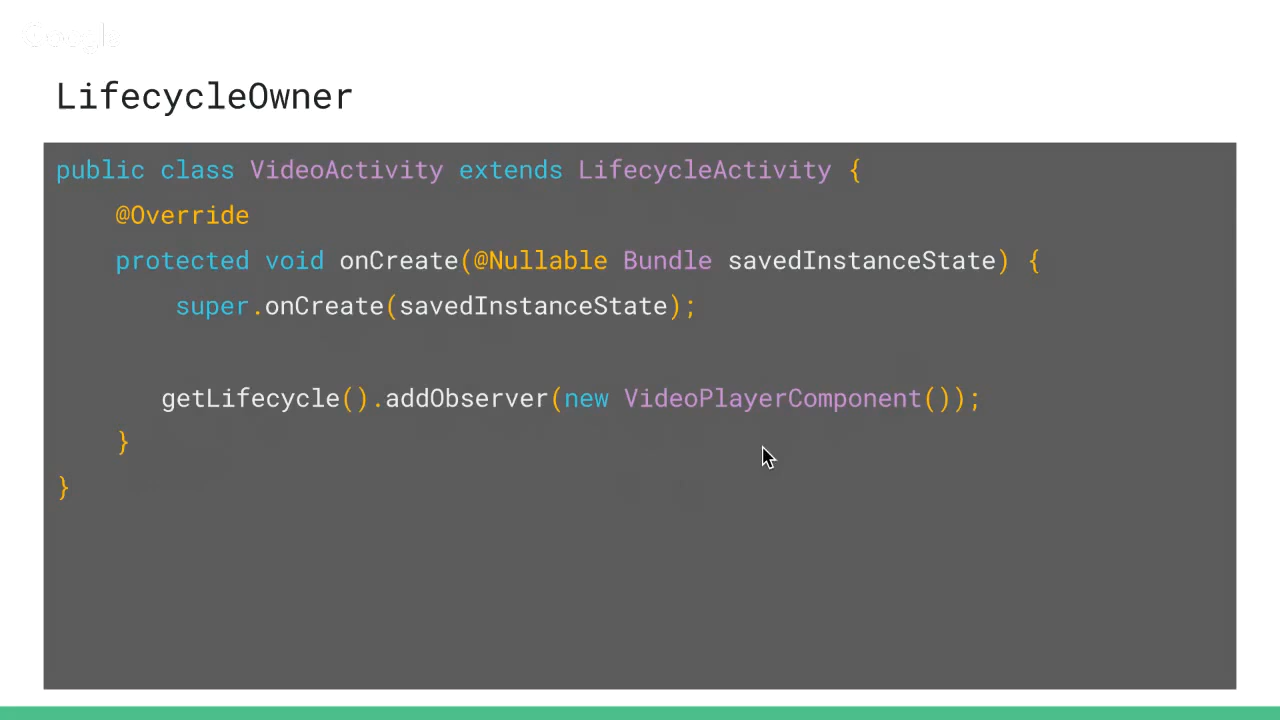 Google
LifecycleOwner
public class VideoActivity extends LifecycleActivity {
@Override
protected void onCreate(@Nullable Bundle savedInstanceState) {
super.onCreate(savedInstanceState);
getLifecycle().addObserver(new VideoPlayerComponent());
}
}